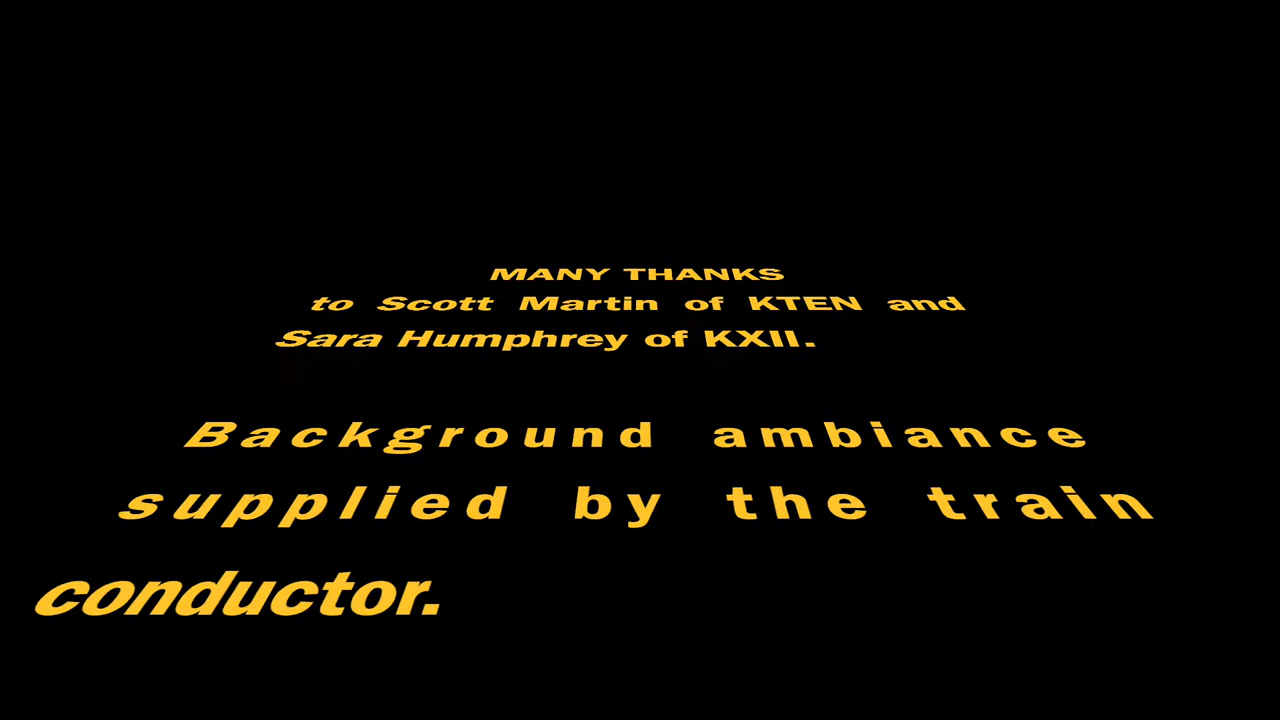 MANY THANKS
to Scott Martin of KTEN and
Sara Humphrey of KXII.
Background ambiance
supplied by the train
conductor.